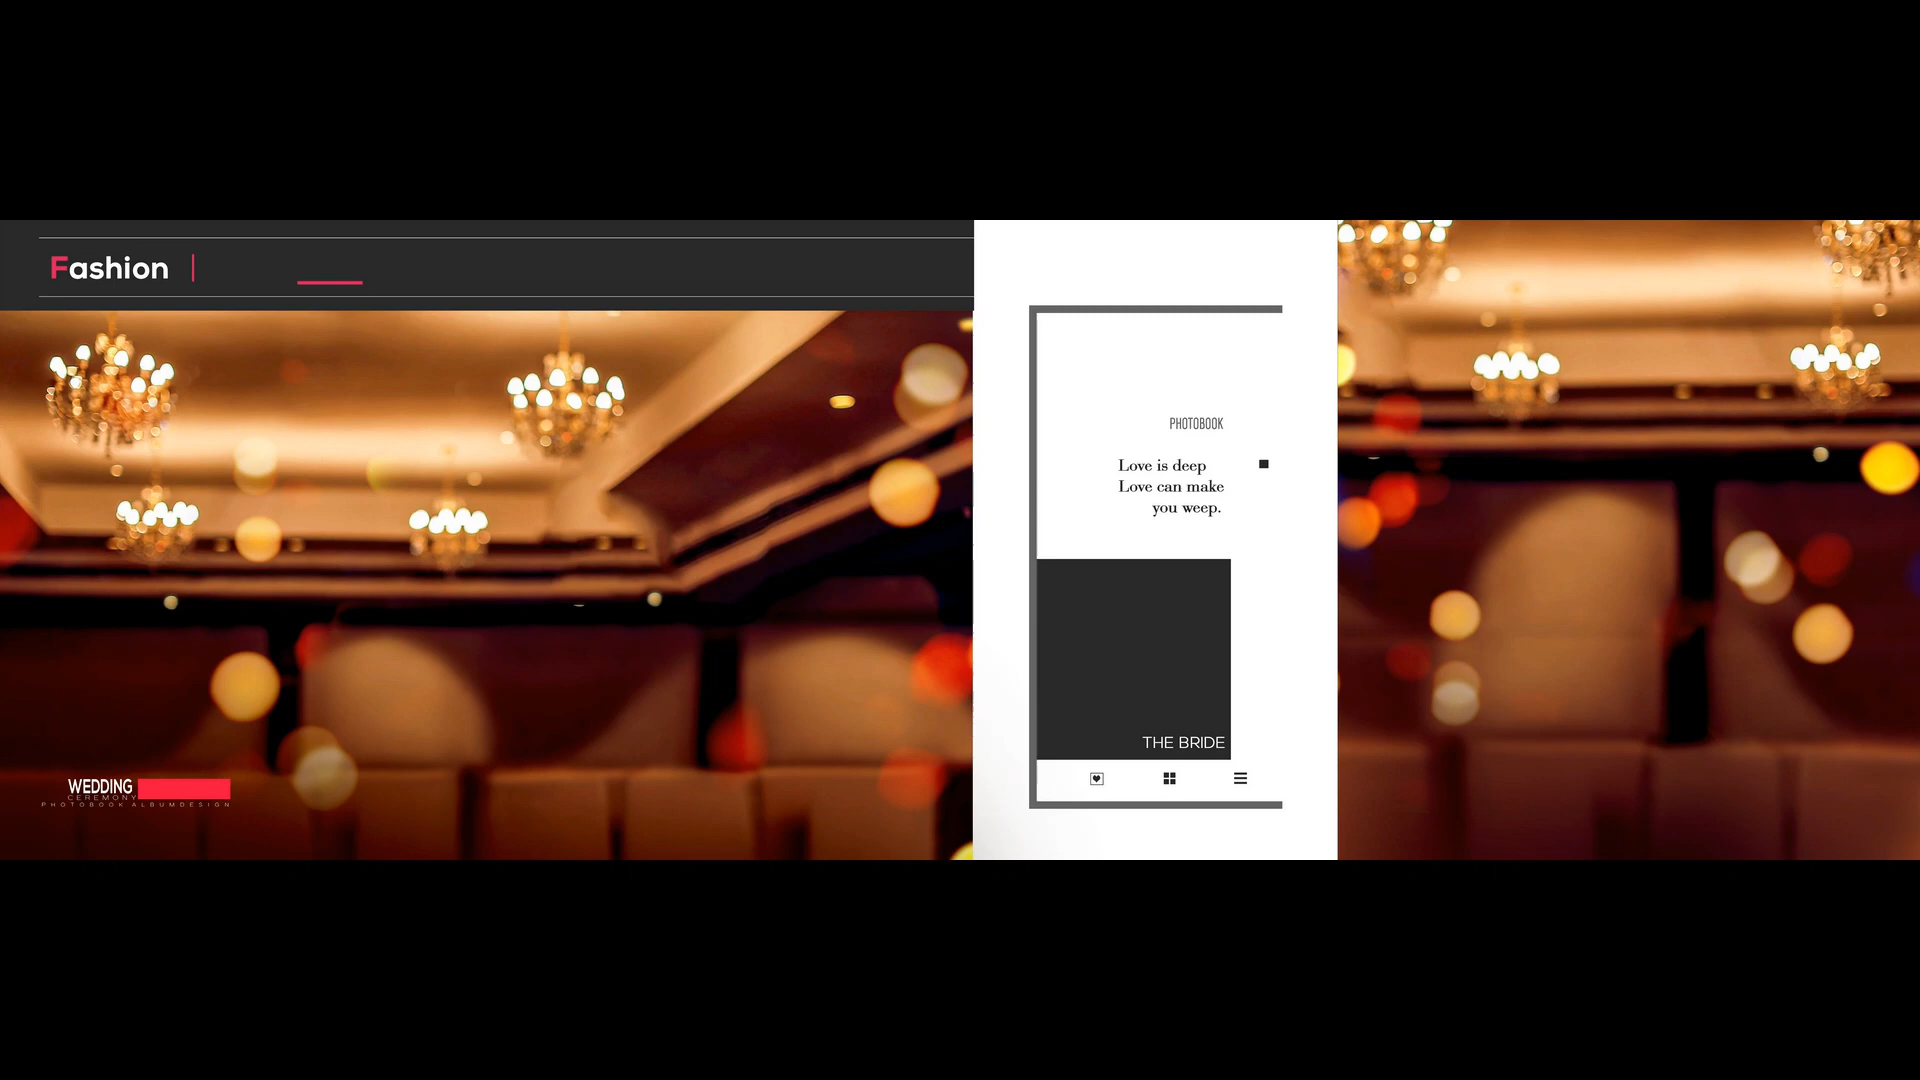 Fashion
WEDDING
CEREMONY
PHOTOBOOK ALBUMDESIGN
PHOTOBOOK
Love is deep
Love can make
you weep.
THE BRIDE